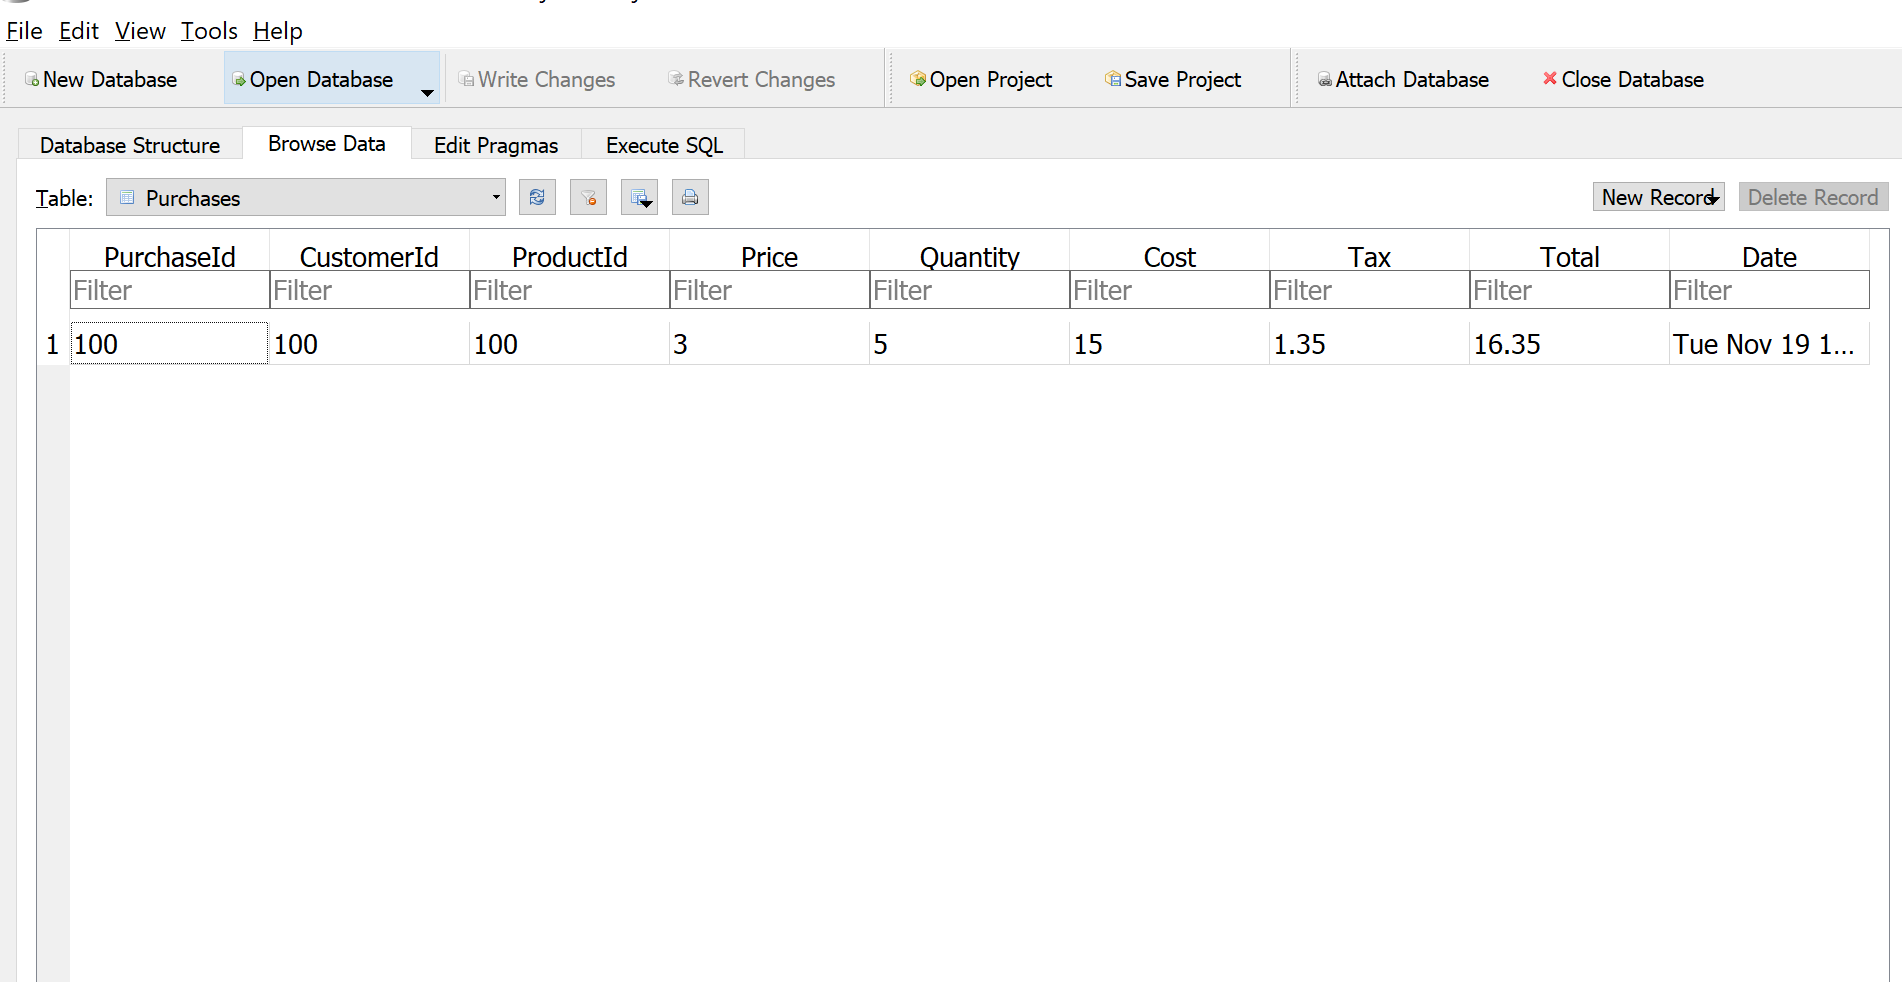 File Edit View Tools Help
New Database Open Database Write Changes Revert Changes Open Project Save Project Attach Database Close Database
Database Structure Browse Data Edit Pragmas Execute SQL
Table: Purchases New Record Delete Record
PurchaseId CustomerId ProductId Price Quantity Cost Tax Total Date
Filter Filter Filter Filter Filter Filter Filter Filter Filter
1 100 100 100 3 5 15 1.35 16.35 Tue Nov 19 1...